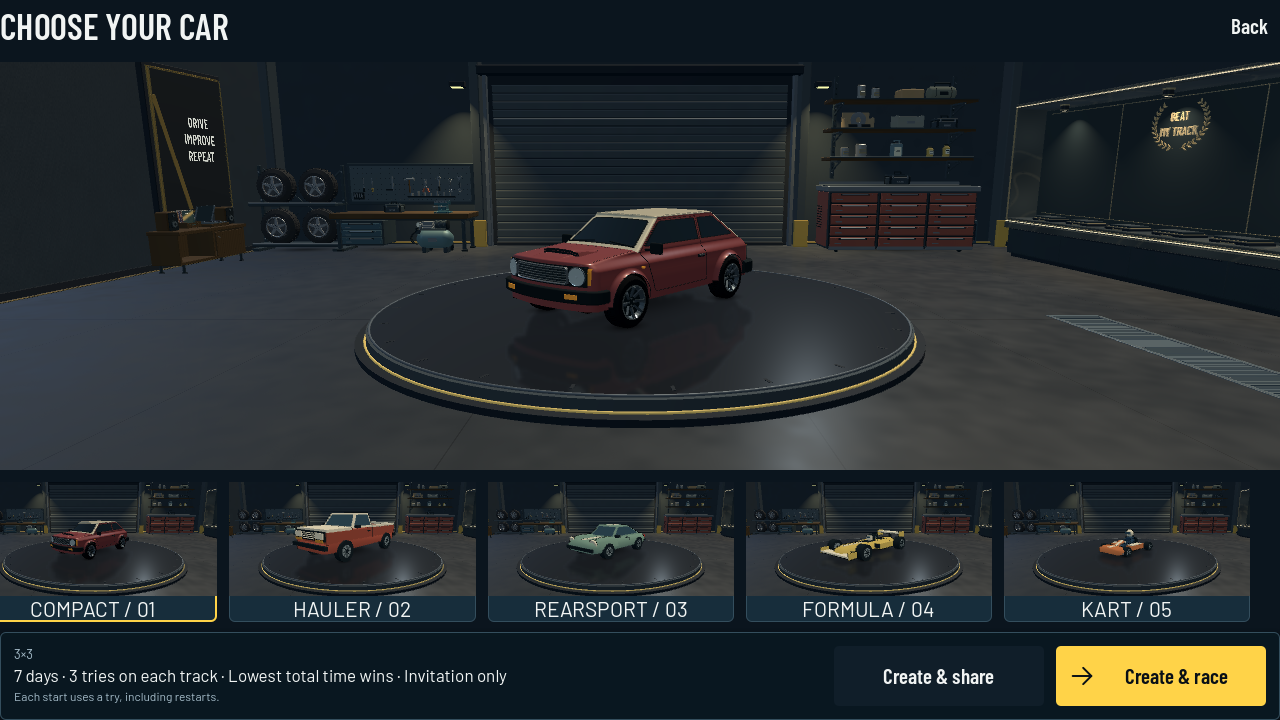 CHOOSE YOUR CAR
Back
DRIVE
IMPROVE
REPEAT
BEAT
MY TRACK
COMPACT / 01
HAULER / 02
REARSPORT / 03
FORMULA / 04
KART / 05
3×3
7 days · 3 tries on each track · Lowest total time wins · Invitation only
Each start uses a try, including restarts.
Create & share
Create & race